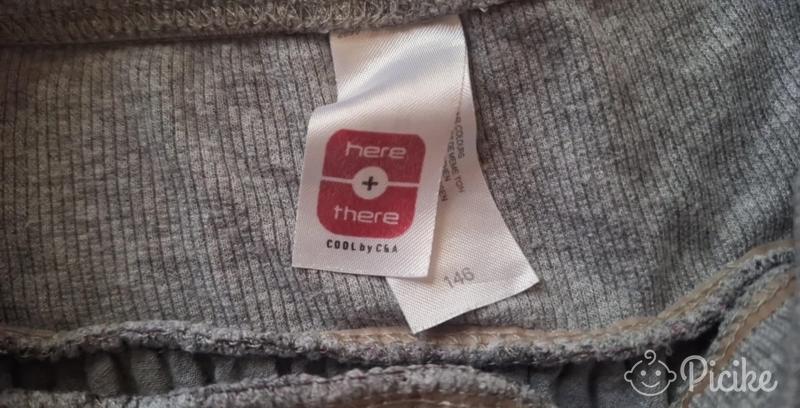 here
+
there
COOL by C&A
146
Picike